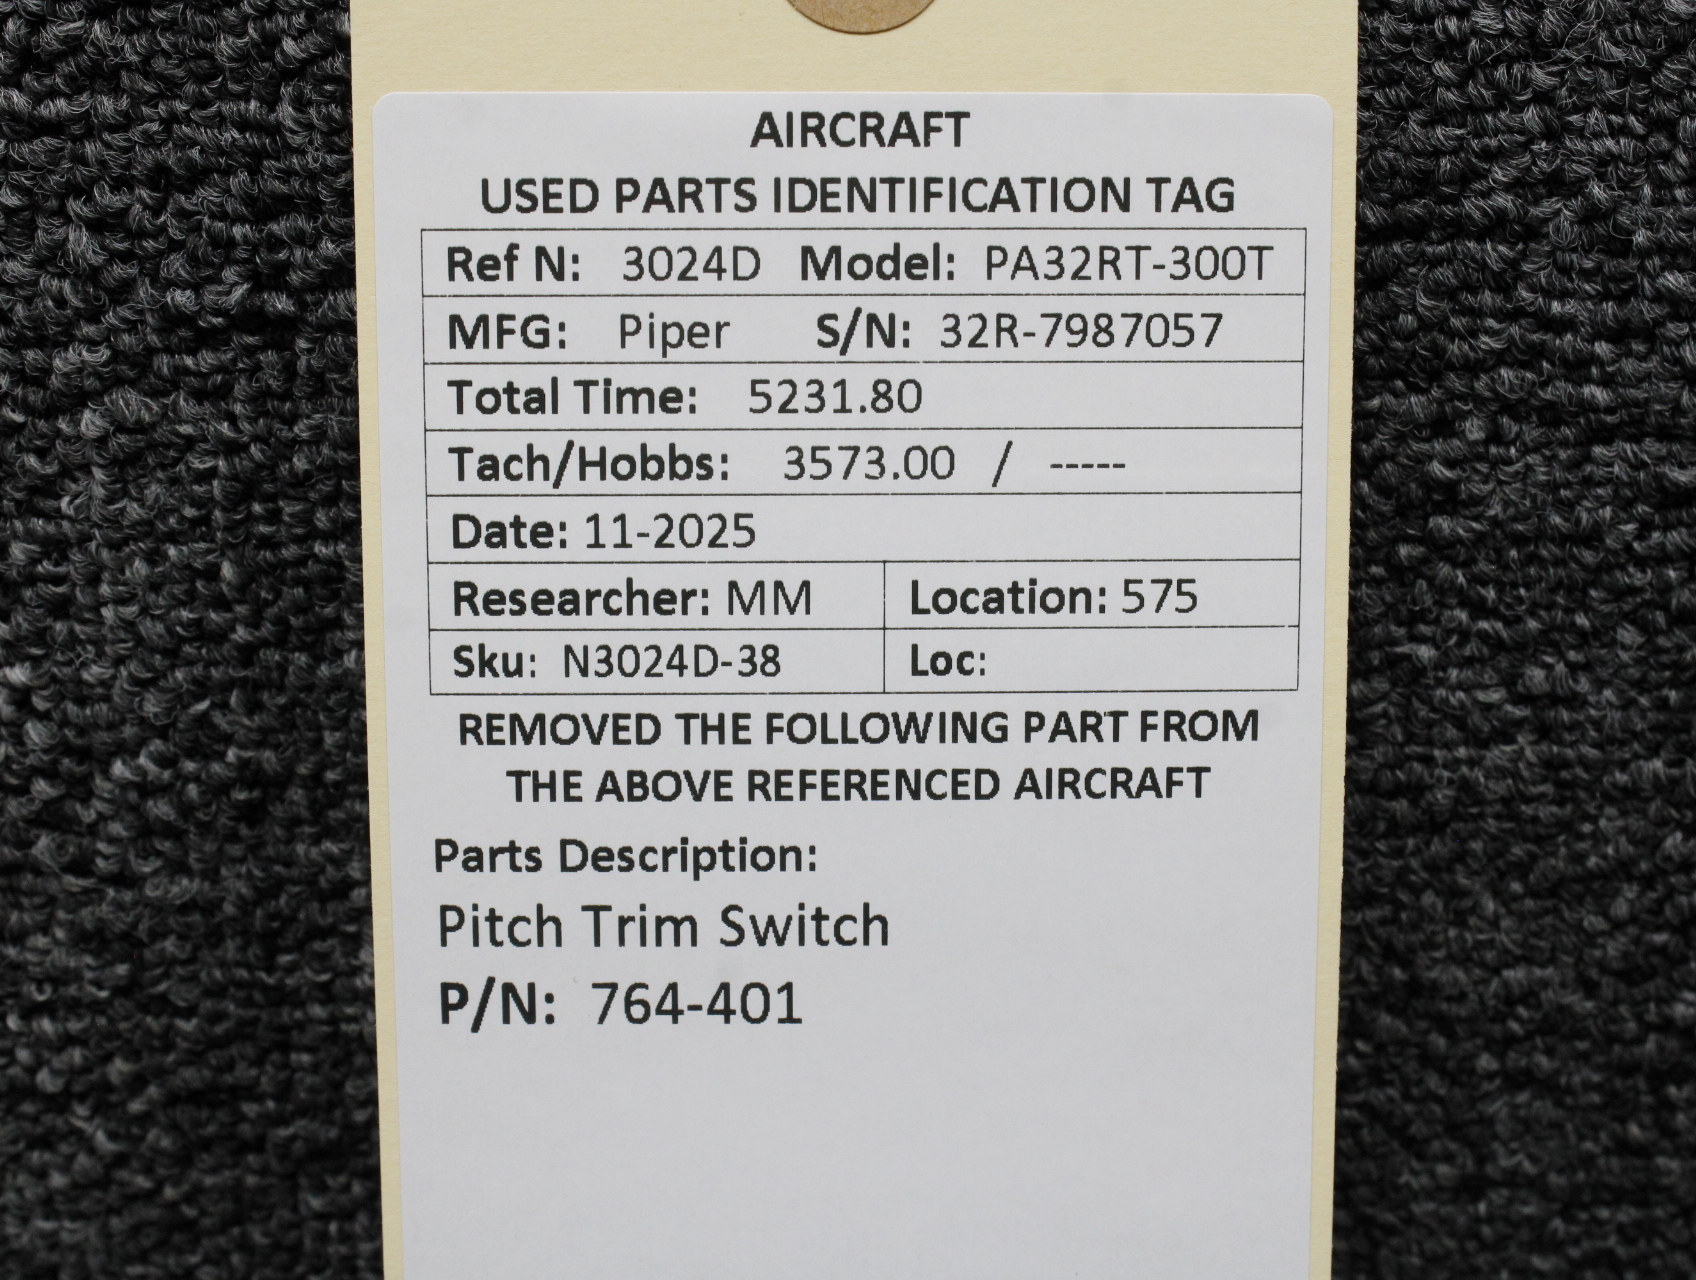 AIRCRAFT
USED PARTS IDENTIFICATION TAG
Ref N: 3024D Model: PA32RT-300T
MFG: Piper S/N: 32R-7987057
Total Time: 5231.80
Tach/Hobbs: 3573.00 / -----
Date: 11-2025
Researcher: MM Location: 575
Sku: N3024D-38 Loc:
REMOVED THE FOLLOWING PART FROM
THE ABOVE REFERENCED AIRCRAFT
Parts Description:
Pitch Trim Switch
P/N: 764-401